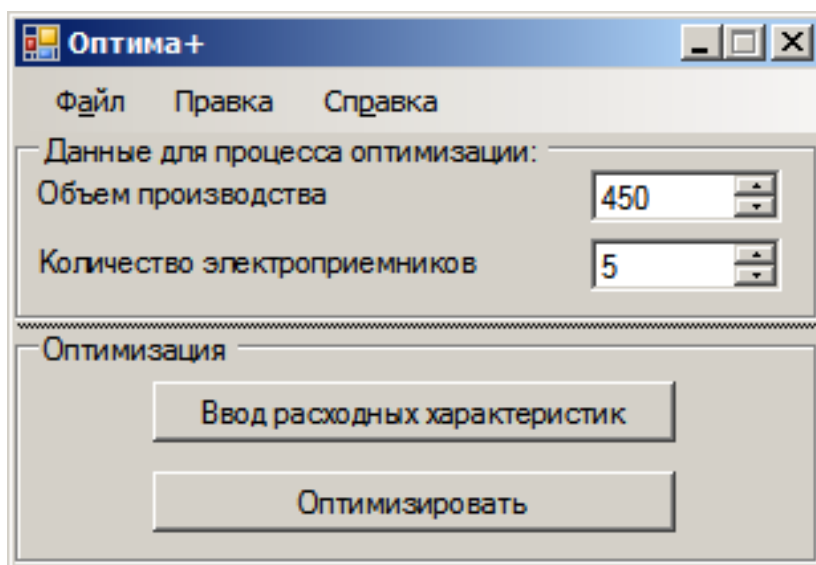 Оптима+
Файл Правка Справка
Данные для процесса оптимизации:
Объем производства 450
Количество электроприемников 5
Оптимизация
Ввод расходных характеристик
Оптимизировать